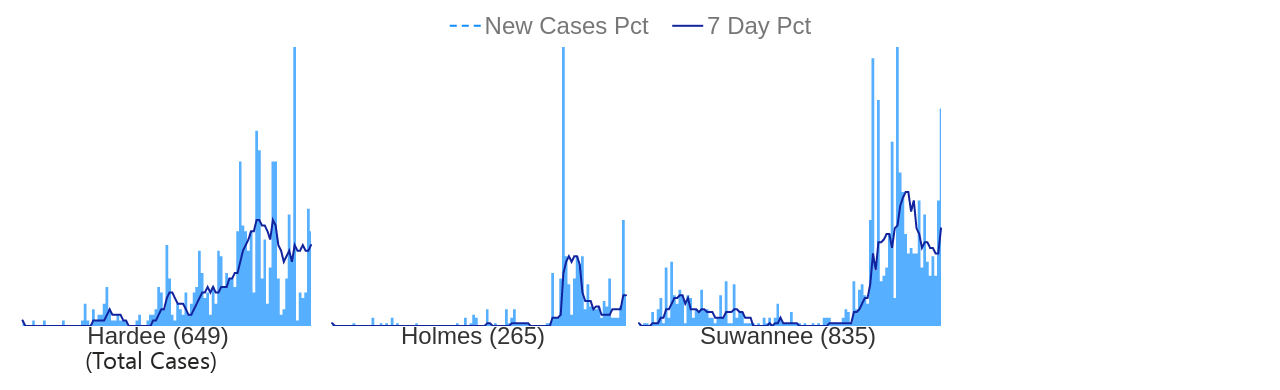 New Cases Pct 7 Day Pct
Hardee (649) Holmes (265) Suwannee (835)
(Total Cases)